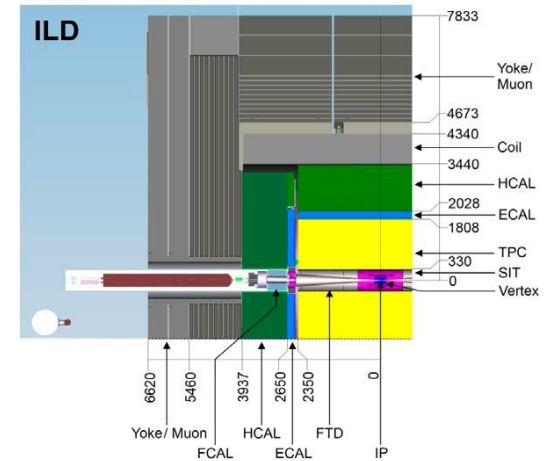 ILD
7833
Yoke/
Muon
4673
4340
Coil
3440
HCAL
2028
ECAL
1808
TPC
330
SIT
0
Vertex
6620
5460
3937
2650
2350
0
Yoke/ Muon
HCAL
FTD
FCAL
ECAL
IP